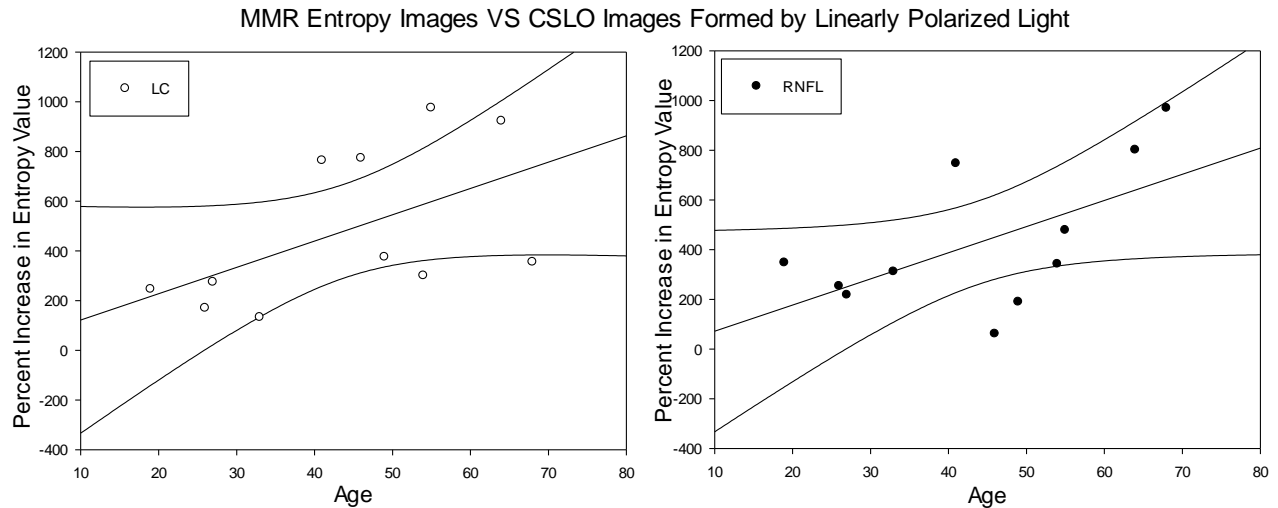 MMR Entropy Images VS CSLO Images Formed by Linearly Polarized Light
Percent Increase in Entropy Value
1200
1000
800
600
400
200
0
-200
-400
LC
10 20 30 40 50 60 70 80
Age
Percent Increase in Entropy Value
1200
1000
800
600
400
200
0
-200
-400
RNFL
10 20 30 40 50 60 70 80
Age